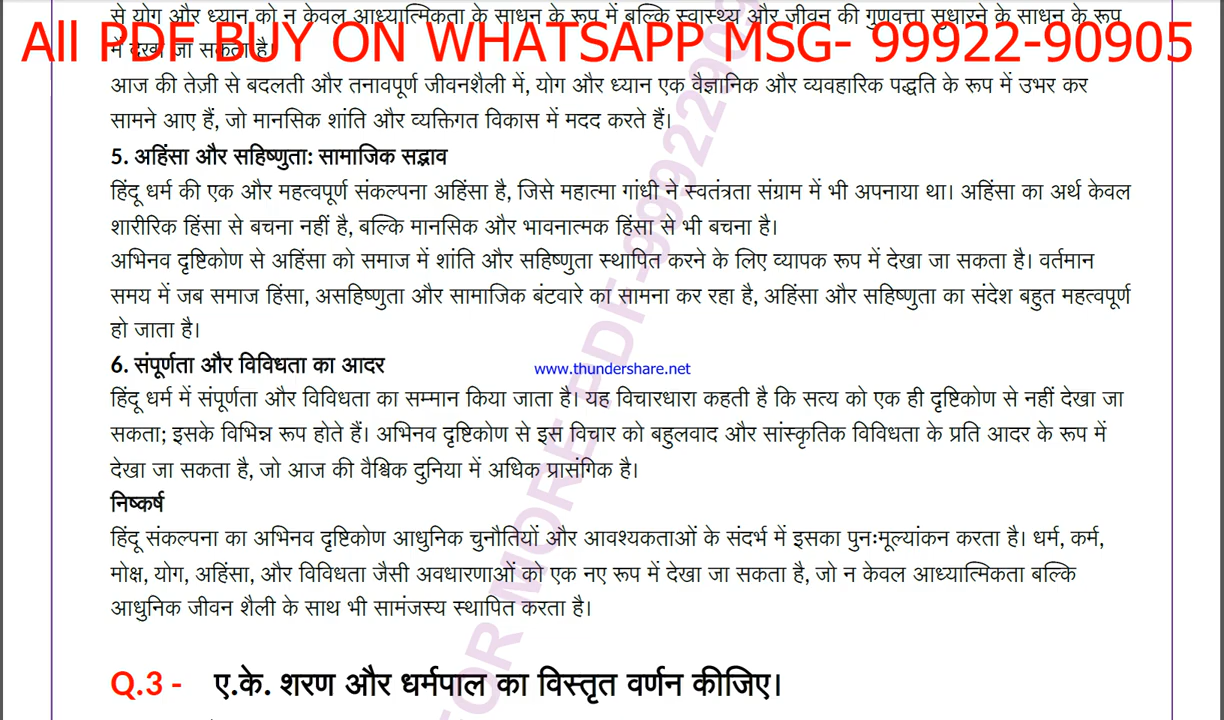 से योग और ध्यान को न केवल आध्यात्मिकता के साधन के रूप में बल्कि स्वास्थ्य और जीवन की गुणवत्ता सुधारने के साधन के रूप
All PDF BUY ON WHATSAPP MSG- 99922-90905
में देखा जा सकता है।
आज की तेज़ी से बदलती और तनावपूर्ण जीवनशैली में, योग और ध्यान एक वैज्ञानिक और व्यवहारिक पद्धति के रूप में उभर कर
सामने आए हैं, जो मानसिक शांति और व्यक्तिगत विकास में मदद करते हैं।
5. अहिंसा और सहिष्णुता: सामाजिक सद्भाव
हिंदू धर्म की एक और महत्वपूर्ण संकल्पना अहिंसा है, जिसे महात्मा गांधी ने स्वतंत्रता संग्राम में भी अपनाया था। अहिंसा का अर्थ केवल
शारीरिक हिंसा से बचना नहीं है, बल्कि मानसिक और भावनात्मक हिंसा से भी बचना है।
अभिनव दृष्टिकोण से अहिंसा को समाज में शांति और सहिष्णुता स्थापित करने के लिए व्यापक रूप में देखा जा सकता है। वर्तमान
समय में जब समाज हिंसा, असहिष्णुता और सामाजिक बंटवारे का सामना कर रहा है, अहिंसा और सहिष्णुता का संदेश बहुत महत्वपूर्ण
हो जाता है।
6. संपूर्णता और विविधता का आदर
www.thundershare.net
हिंदू धर्म में संपूर्णता और विविधता का सम्मान किया जाता है। यह विचारधारा कहती है कि सत्य को एक ही दृष्टिकोण से नहीं देखा जा
सकता; इसके विभिन्न रूप होते हैं। अभिनव दृष्टिकोण से इस विचार को बहुलवाद और सांस्कृतिक विविधता के प्रति आदर के रूप में
देखा जा सकता है, जो आज की वैश्विक दुनिया में अधिक प्रासंगिक है।
निष्कर्ष
हिंदू संकल्पना का अभिनव दृष्टिकोण आधुनिक चुनौतियों और आवश्यकताओं के संदर्भ में इसका पुनःमूल्यांकन करता है। धर्म, कर्म,
मोक्ष, योग, अहिंसा, और विविधता जैसी अवधारणाओं को एक नए रूप में देखा जा सकता है, जो न केवल आध्यात्मिकता बल्कि
आधुनिक जीवन शैली के साथ भी सामंजस्य स्थापित करता है।
FOR MORE PDF-9992290
Q.3 - ए.के. शरण और धर्मपाल का विस्तृत वर्णन कीजिए।